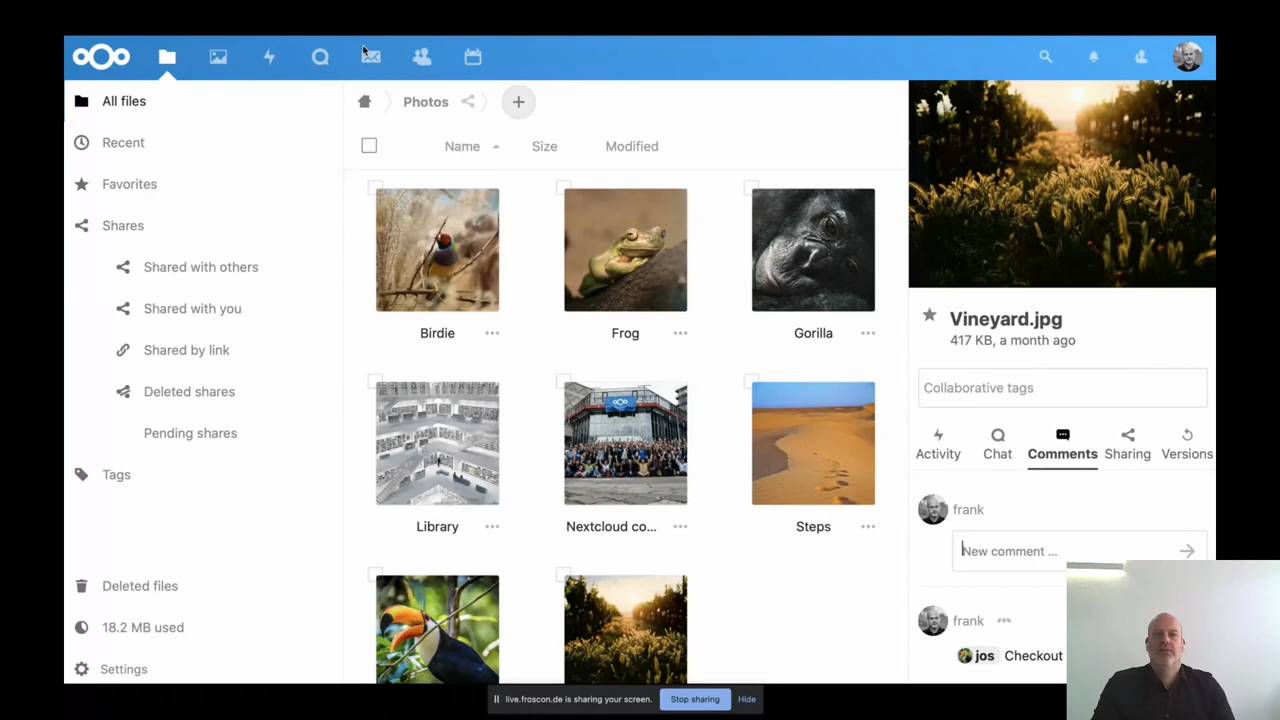 All files
Recent
Favorites
Shares
Shared with others
Shared with you
Shared by link
Deleted shares
Pending shares
Tags
Deleted files
18.2 MB used
Settings
Photos
Name
Size
Modified
Birdie
Frog
Gorilla
Library
Nextcloud co...
Steps
Vineyard.jpg
417 KB, a month ago
Collaborative tags
Activity
Chat
Comments
Sharing
Versions
frank
New comment ...
frank
jos Checkout
live.froscon.de is sharing your screen.
Stop sharing
Hide